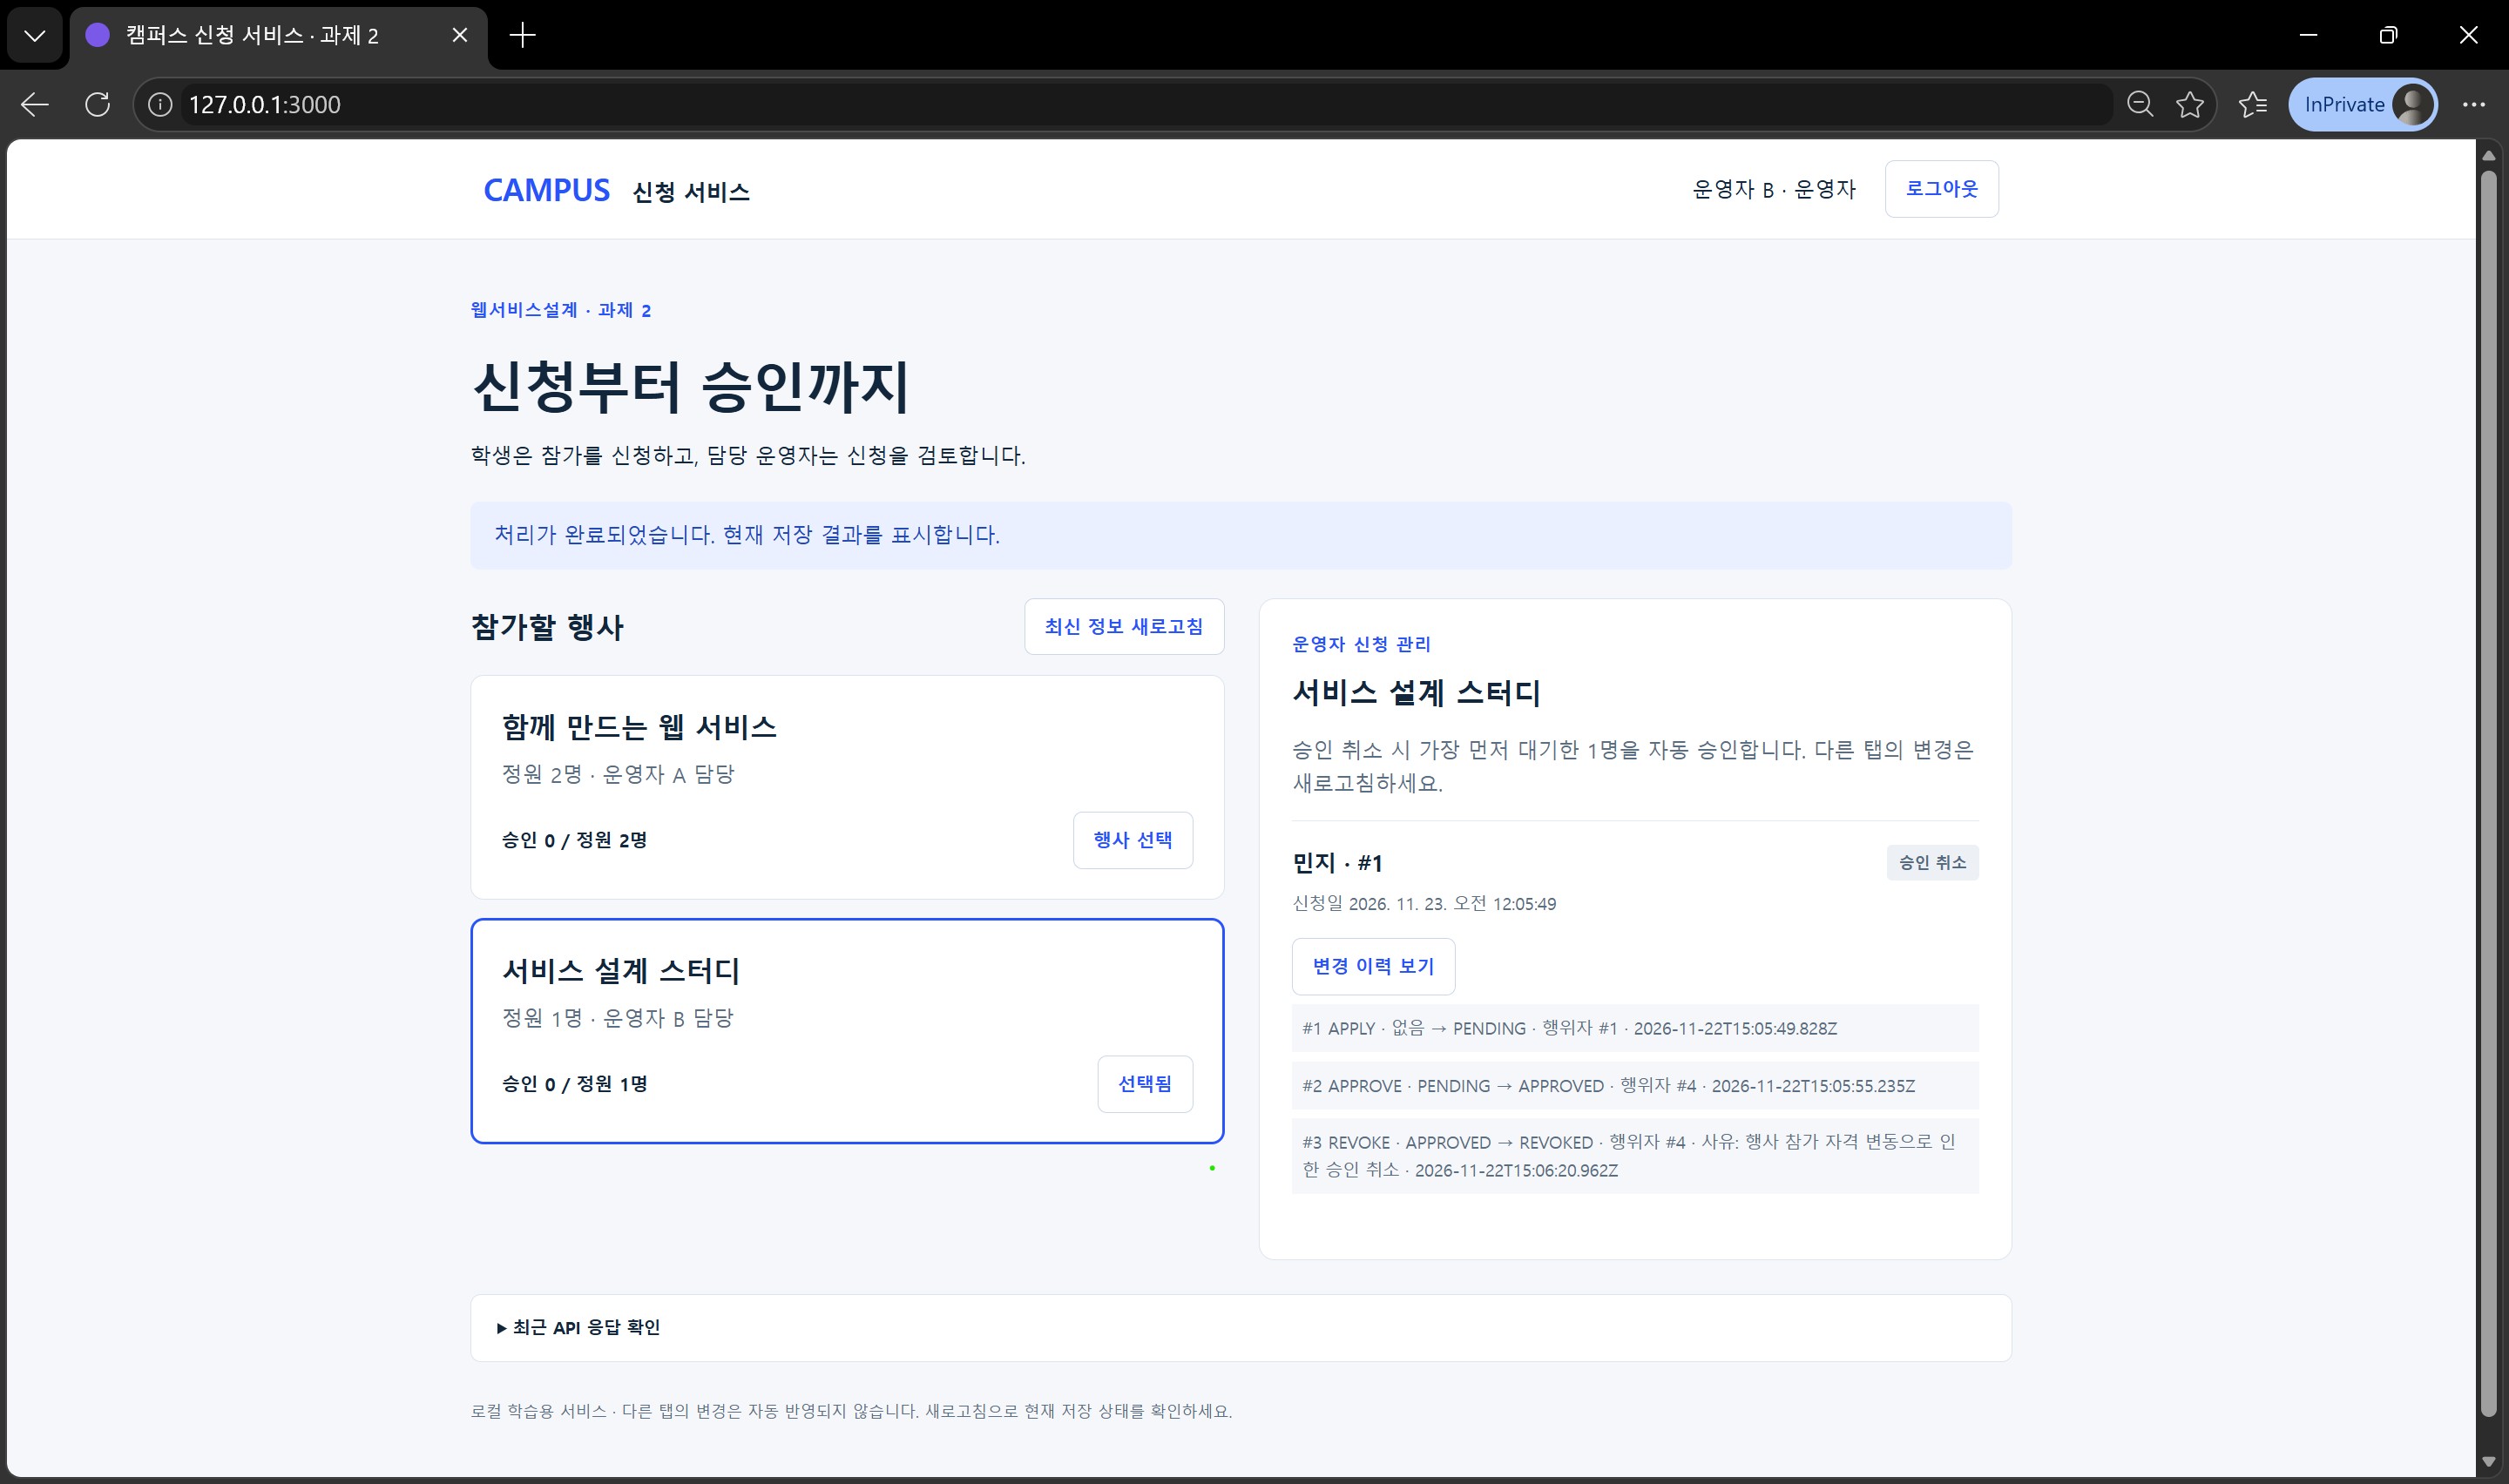 캠퍼스 신청 서비스 · 과제 2
127.0.0.1:3000
InPrivate
CAMPUS 신청 서비스
운영자 B · 운영자
로그아웃
웹서비스설계 · 과제 2
신청부터 승인까지
학생은 참가를 신청하고, 담당 운영자는 신청을 검토합니다.
처리가 완료되었습니다. 현재 저장 결과를 표시합니다.
참가할 행사
최신 정보 새로고침
함께 만드는 웹 서비스
정원 2명 · 운영자 A 담당
승인 0 / 정원 2명
행사 선택
서비스 설계 스터디
정원 1명 · 운영자 B 담당
승인 0 / 정원 1명
선택됨
운영자 신청 관리
서비스 설계 스터디
승인 취소 시 가장 먼저 대기한 1명을 자동 승인합니다. 다른 탭의 변경은
새로고침하세요.
민지 · #1
승인 취소
신청일 2026. 11. 23. 오전 12:05:49
변경 이력 보기
#1 APPLY · 없음 → PENDING · 행위자 #1 · 2026-11-22T15:05:49.828Z
#2 APPROVE · PENDING → APPROVED · 행위자 #4 · 2026-11-22T15:05:55.235Z
#3 REVOKE · APPROVED → REVOKED · 행위자 #4 · 사유: 행사 참가 자격 변동으로 인
한 승인 취소 · 2026-11-22T15:06:20.962Z
▶ 최근 API 응답 확인
로컬 학습용 서비스 · 다른 탭의 변경은 자동 반영되지 않습니다. 새로고침으로 현재 저장 상태를 확인하세요.